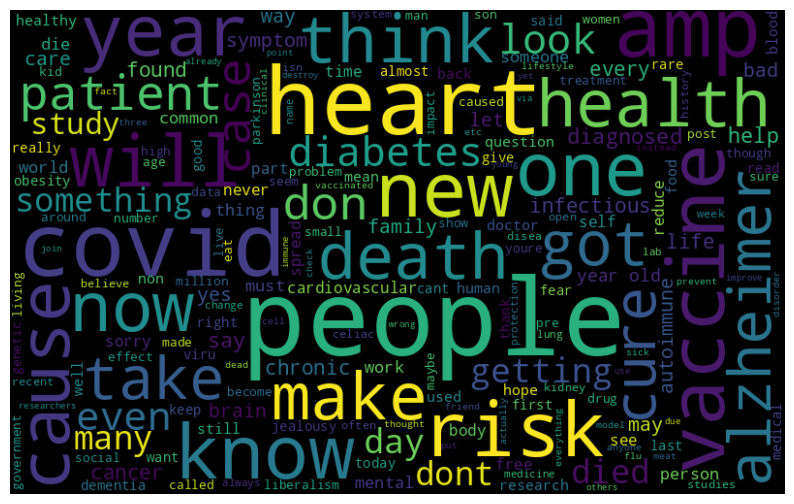 healthy
way
system
man
son
said
women
year
think
look
amp
blood
die
care
symptom
someone
kid
found
time
almost
back
lifestyle
yet
rare
point
isn
already
destroy
via
treatment
every
bad
patient
fact
three
clinical
parkinson
case
heart
health
caused
impact
history
common
name
etc
let
study
really
high
good
age
will
diabetes
question
diagnosed
post
instead
though
help
world
part
give
mean
problem
seem
young
obesity
data
never
vaccinated
new
one
reduce
food
read
sure
something
thing
don
infectious
around
number
small
show
family
doctor
open
self
week
join
live
eat
spread
covid
immune
check
death
youre
disea
got
lab
life
vaccine
alzheimer
living
non
million
must
cardiovascular
cant
human
fear
year old
prevent
improve
disorder
believe
yes
now
change
right
cell
celiac
wrong
thank
pre
lung
protection
cure
autoimmune
sick
genetic
cause
sorry
made
say
people
effect
viru
dead
recent
well
take
chronic
work
maybe
getting
use
researchers
become
used
hope
kidney
drug
model
due
even
keep
brain
make
friend
first
risk
may
anyone
medical
government
many
still
jealousy
often
thought
body
actually
everything
see
flu
meat
social
want
know
day
put
last
cancer
today
free
medicine
died
person
dementia
called
always
liberalism
mental
dont
research
others
studies